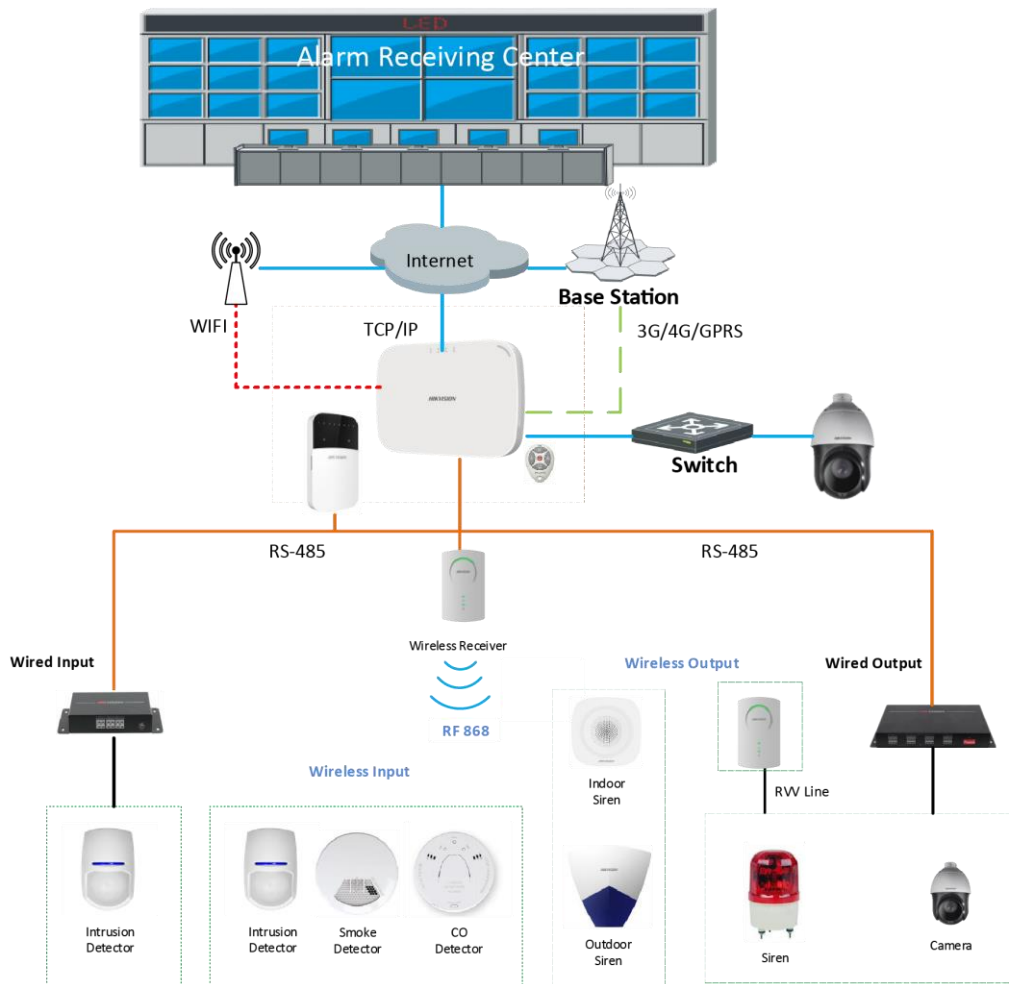 LED
Alarm Receiving Center
Internet
Base Station
WIFI
TCP/IP
3G/4G/GPRS
HIKVISION
Switch
RS-485
RS-485
Wireless Receiver
Wired Input
Wireless Output
Wired Output
RF 868
Wireless Input
Indoor
Siren
RVV Line
Intrusion
Detector
Intrusion
Detector
Smoke
Detector
CO
Detector
Outdoor
Siren
Siren
Camera